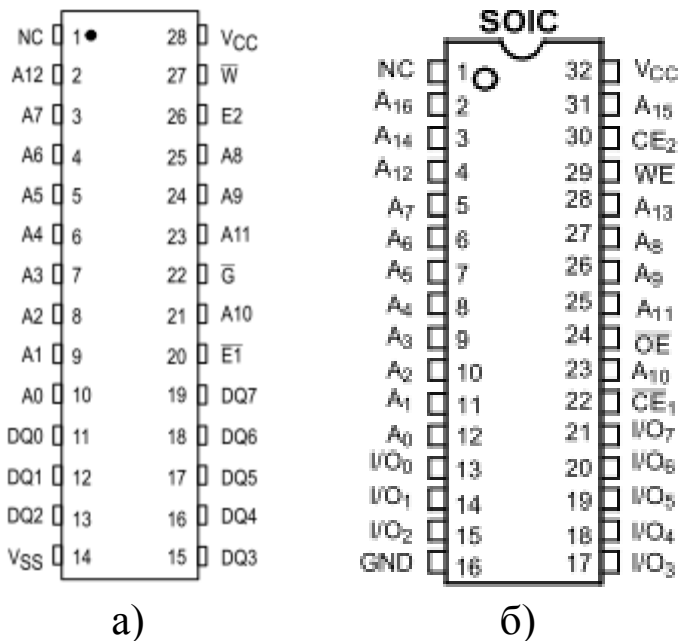 NC 1 28 VCC
A12 2 27 W̅
A7 3 26 E2
A6 4 25 A8
A5 5 24 A9
A4 6 23 A11
A3 7 22 G̅
A2 8 21 A10
A1 9 20 E̅1̅
A0 10 19 DQ7
DQ0 11 18 DQ6
DQ1 12 17 DQ5
DQ2 13 16 DQ4
VSS 14 15 DQ3
а)
SOIC
NC 1 32 VCC
A16 2 31 A15
A14 3 30 CE2
A12 4 29 W̅E̅
A7 5 28 A13
A6 6 27 A8
A5 7 26 A9
A4 8 25 A11
A3 9 24 O̅E̅
A2 10 23 A10
A1 11 22 C̅E̅1
A0 12 21 I/O7
I/O0 13 20 I/O6
I/O1 14 19 I/O5
I/O2 15 18 I/O4
GND 16 17 I/O3
б)